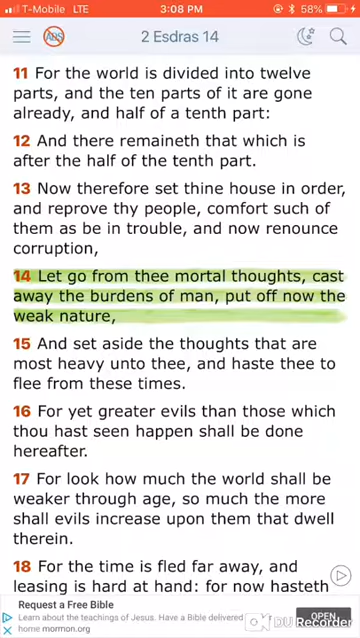 T-Mobile LTE 3:08 PM 58%
ADS 2 Esdras 14
11 For the world is divided into twelve
parts, and the ten parts of it are gone
already, and half of a tenth part:
12 And there remaineth that which is
after the half of the tenth part.
13 Now therefore set thine house in order,
and reprove thy people, comfort such of
them as be in trouble, and now renounce
corruption,
14 Let go from thee mortal thoughts, cast
away the burdens of man, put off now the
weak nature,
15 And set aside the thoughts that are
most heavy unto thee, and haste thee to
flee from these times.
16 For yet greater evils than those which
thou hast seen happen shall be done
hereafter.
17 For look how much the world shall be
weaker through age, so much the more
shall evils increase upon them that dwell
therein.
18 For the time is fled far away, and
leasing is hard at hand: for now hasteth
Request a Free Bible
Learn about the teachings of Jesus. Have a Bible delivered
home mormon.org
OPEN
DU Recorder